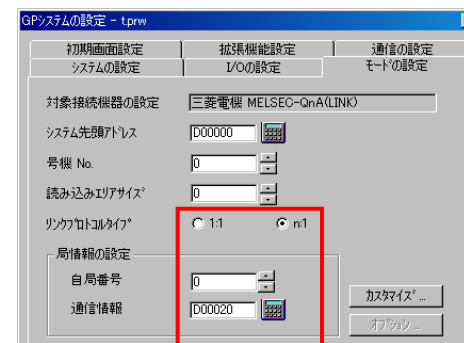 GPシステムの設定 - t.prw
初期画面設定 拡張機能設定 通信の設定
システムの設定 I/Oの設定 モードの設定
対象接続機器の設定 三菱電機 MELSEC-QnA(LINK)
システム先頭アドレス D00000
号機 No. 0
読み込みエリアサイズ 0
リンクプロトコルタイプ 1:1 n:1
局情報の設定
自局番号 0
通信情報 D00020
カスタマイズ...
オプション...